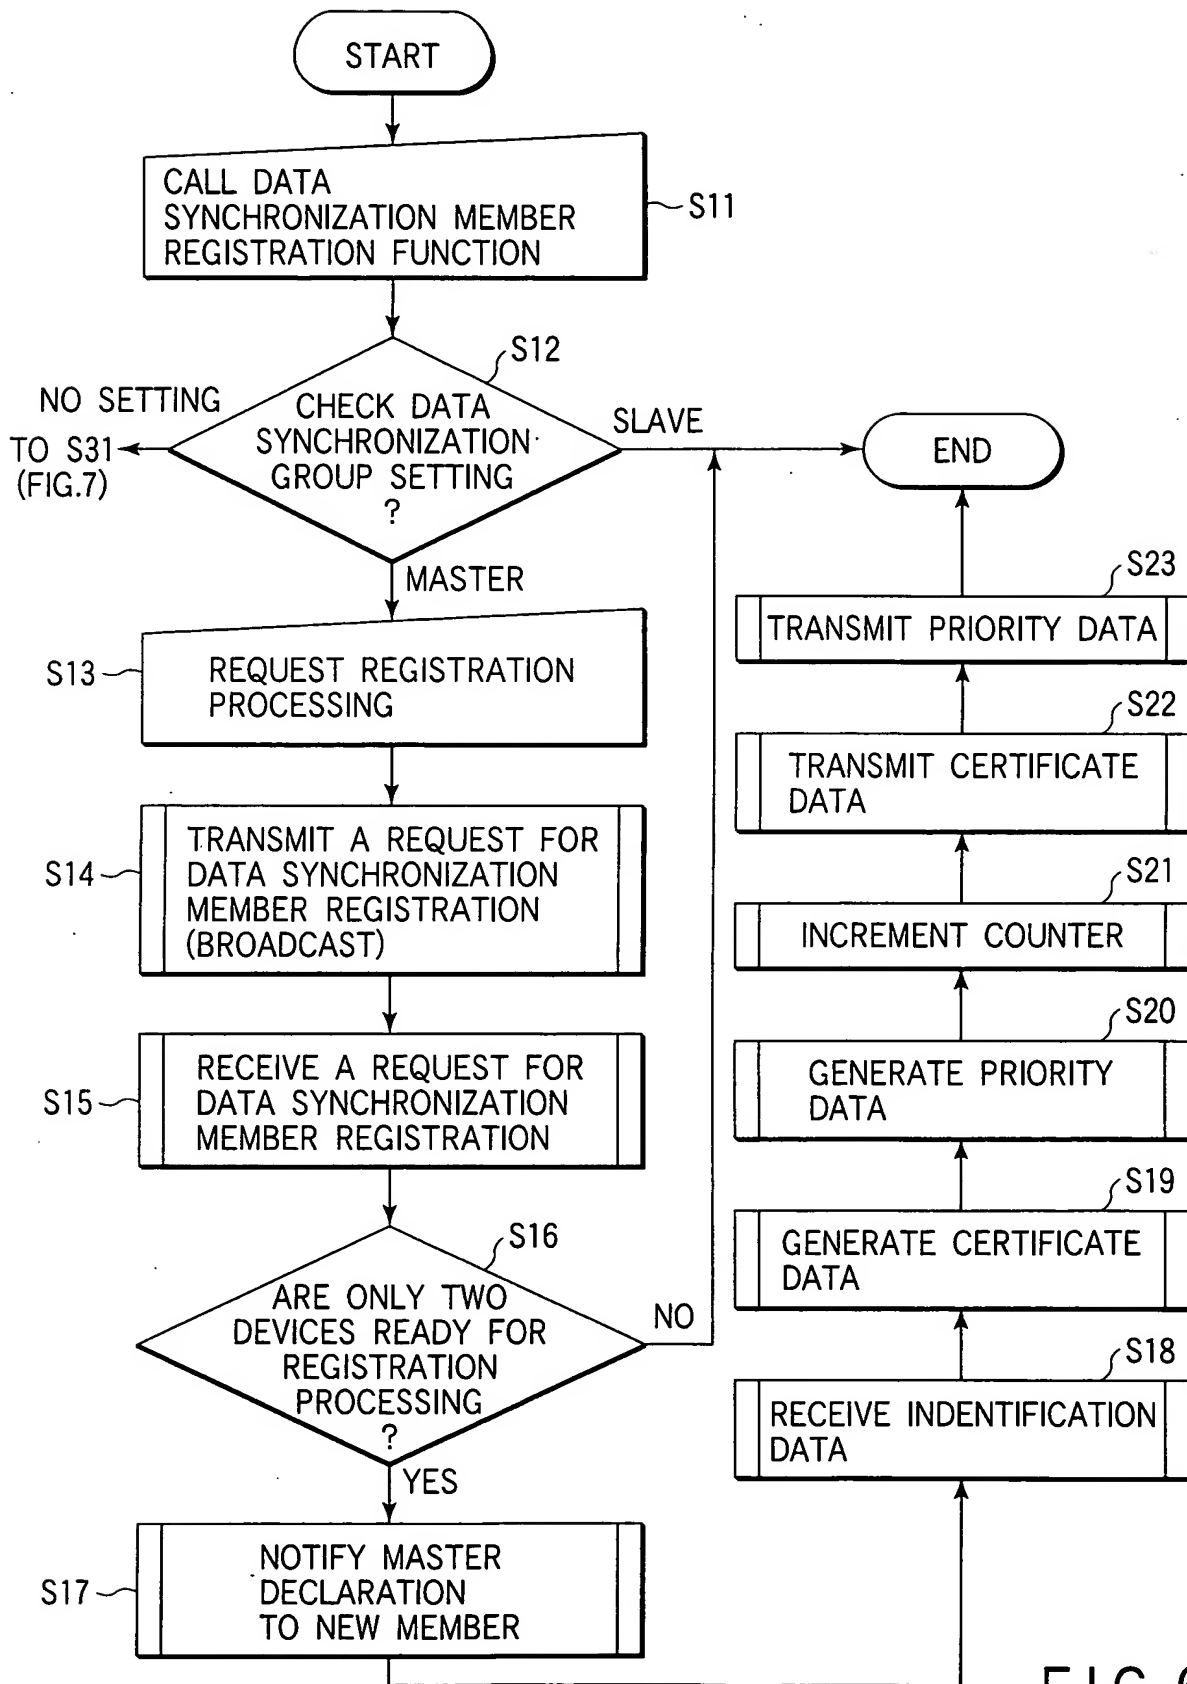 START
CALL DATA
SYNCHRONIZATION MEMBER
REGISTRATION FUNCTION
S11
S12
NO SETTING
TO S31
(FIG.7)
CHECK DATA
SYNCHRONIZATION
GROUP SETTING
?
SLAVE
END
MASTER
S13
REQUEST REGISTRATION
PROCESSING
S14
TRANSMIT A REQUEST FOR
DATA SYNCHRONIZATION
MEMBER REGISTRATION
(BROADCAST)
S15
RECEIVE A REQUEST FOR
DATA SYNCHRONIZATION
MEMBER REGISTRATION
S16
ARE ONLY TWO
DEVICES READY FOR
REGISTRATION
PROCESSING
?
NO
YES
S17
NOTIFY MASTER
DECLARATION
TO NEW MEMBER
S23
TRANSMIT PRIORITY DATA
S22
TRANSMIT CERTIFICATE
DATA
S21
INCREMENT COUNTER
S20
GENERATE PRIORITY
DATA
S19
GENERATE CERTIFICATE
DATA
S18
RECEIVE INDENTIFICATION
DATA